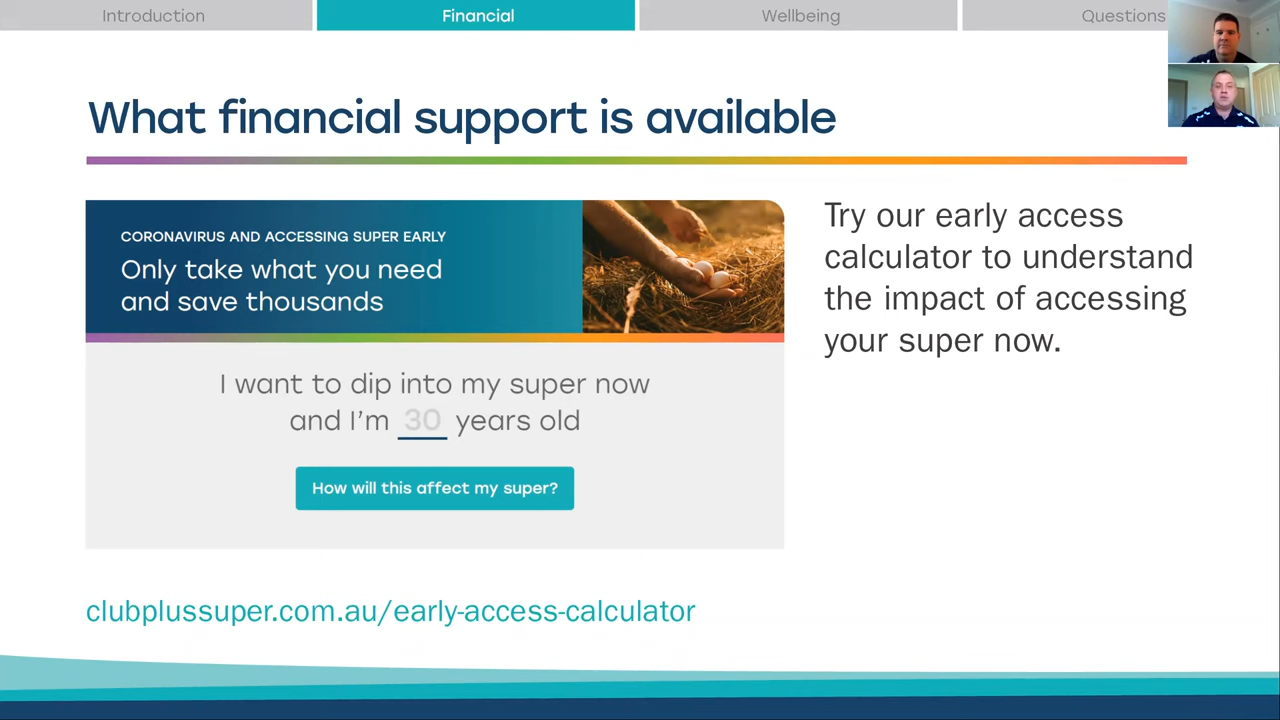 Introduction
Financial
Wellbeing
Questions
What financial support is available
CORONAVIRUS AND ACCESSING SUPER EARLY
Only take what you need
and save thousands
I want to dip into my super now
and I'm 30 years old
How will this affect my super?
Try our early access
calculator to understand
the impact of accessing
your super now.
clubplussuper.com.au/early-access-calculator